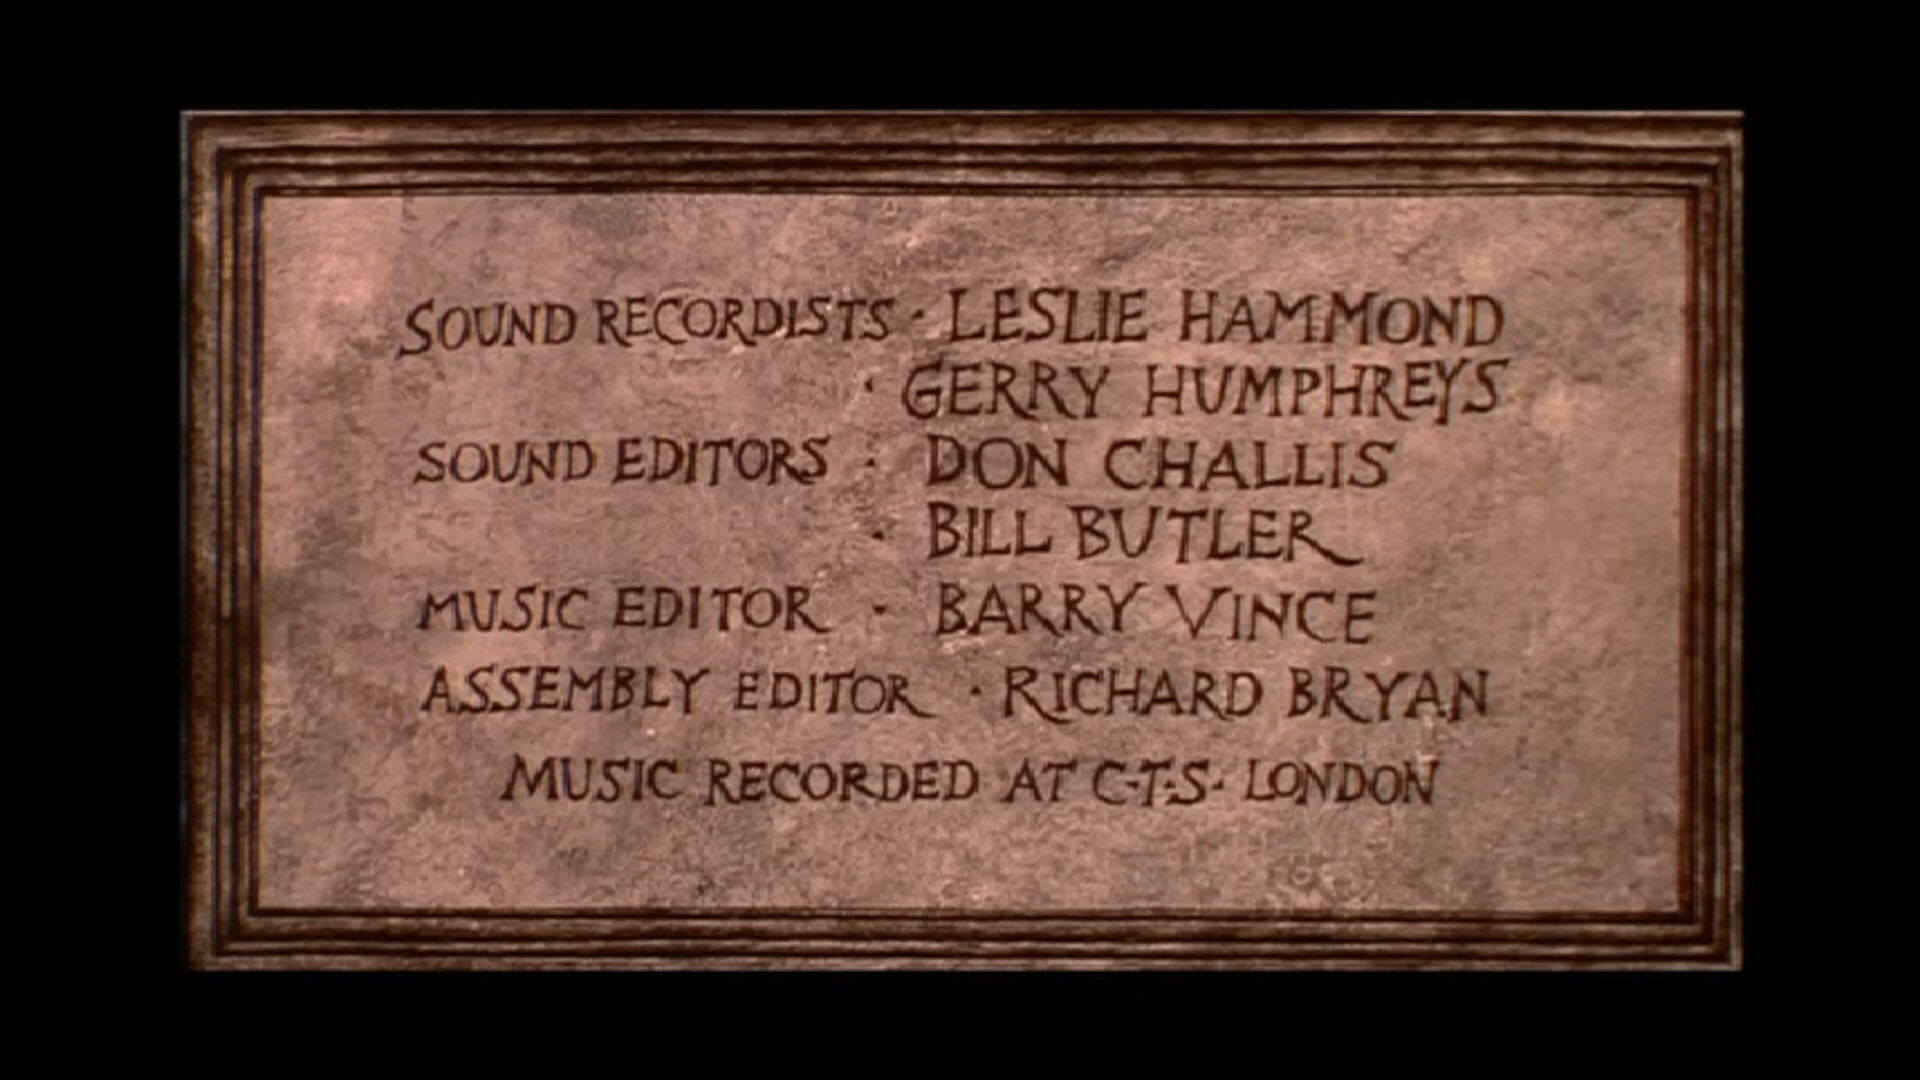 SOUND RECORDISTS · LESLIE HAMMOND
· GERRY HUMPHREYS
SOUND EDITORS : DON CHALLIS
· BILL BUTLER
MUSIC EDITOR · BARRY VINCE
ASSEMBLY EDITOR · RICHARD BRYAN
MUSIC RECORDED AT C·T·S· LONDON